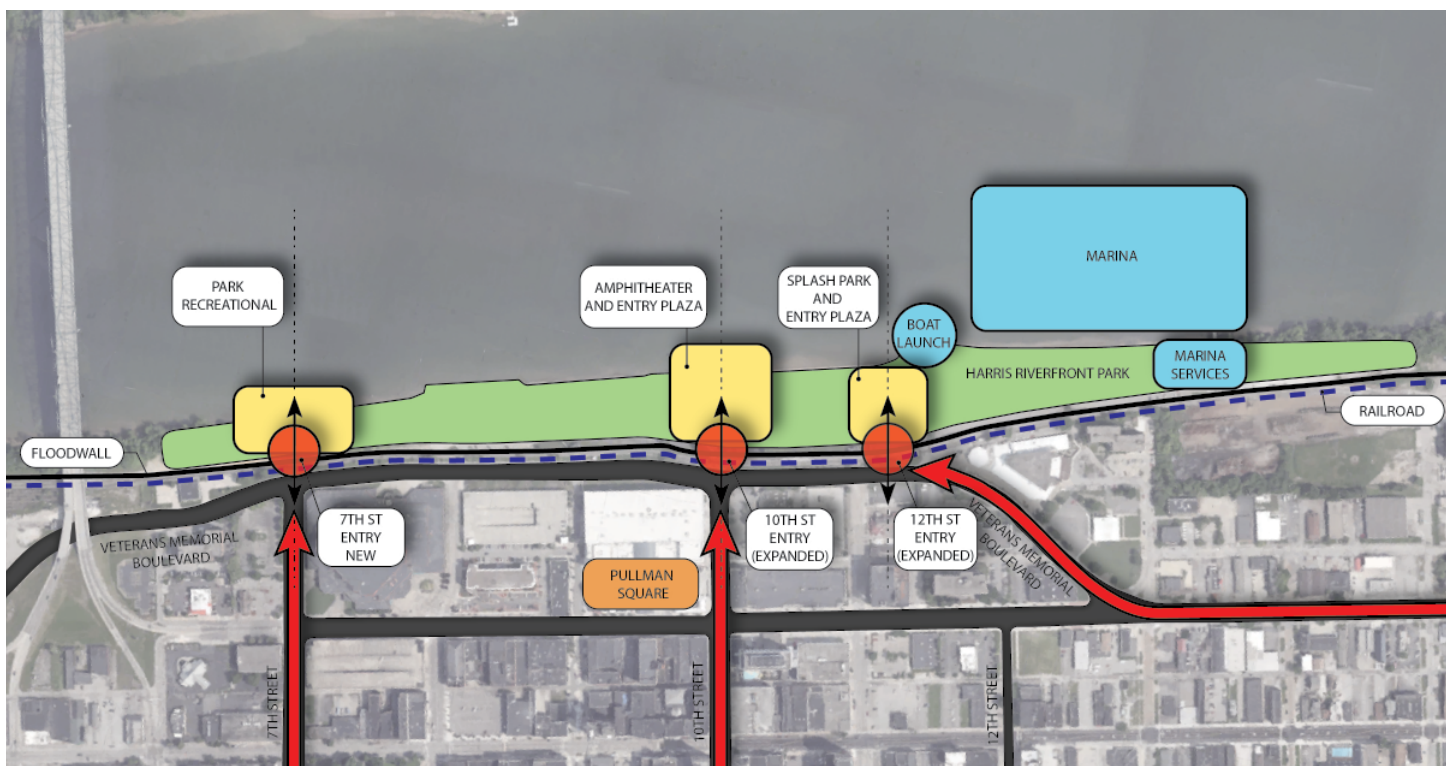 MARINA
PARK
RECREATIONAL
AMPHITHEATER
AND ENTRY PLAZA
SPLASH PARK
AND
ENTRY PLAZA
BOAT
LAUNCH
HARRIS RIVERFRONT PARK
MARINA
SERVICES
RAILROAD
FLOODWALL
VETERANS MEMORIAL
BOULEVARD
7TH ST
ENTRY
NEW
10TH ST
ENTRY
(EXPANDED)
12TH ST
ENTRY
(EXPANDED)
VETERANS MEMORIAL
BOULEVARD
PULLMAN
SQUARE
7TH STREET
10TH STREET
12TH STREET